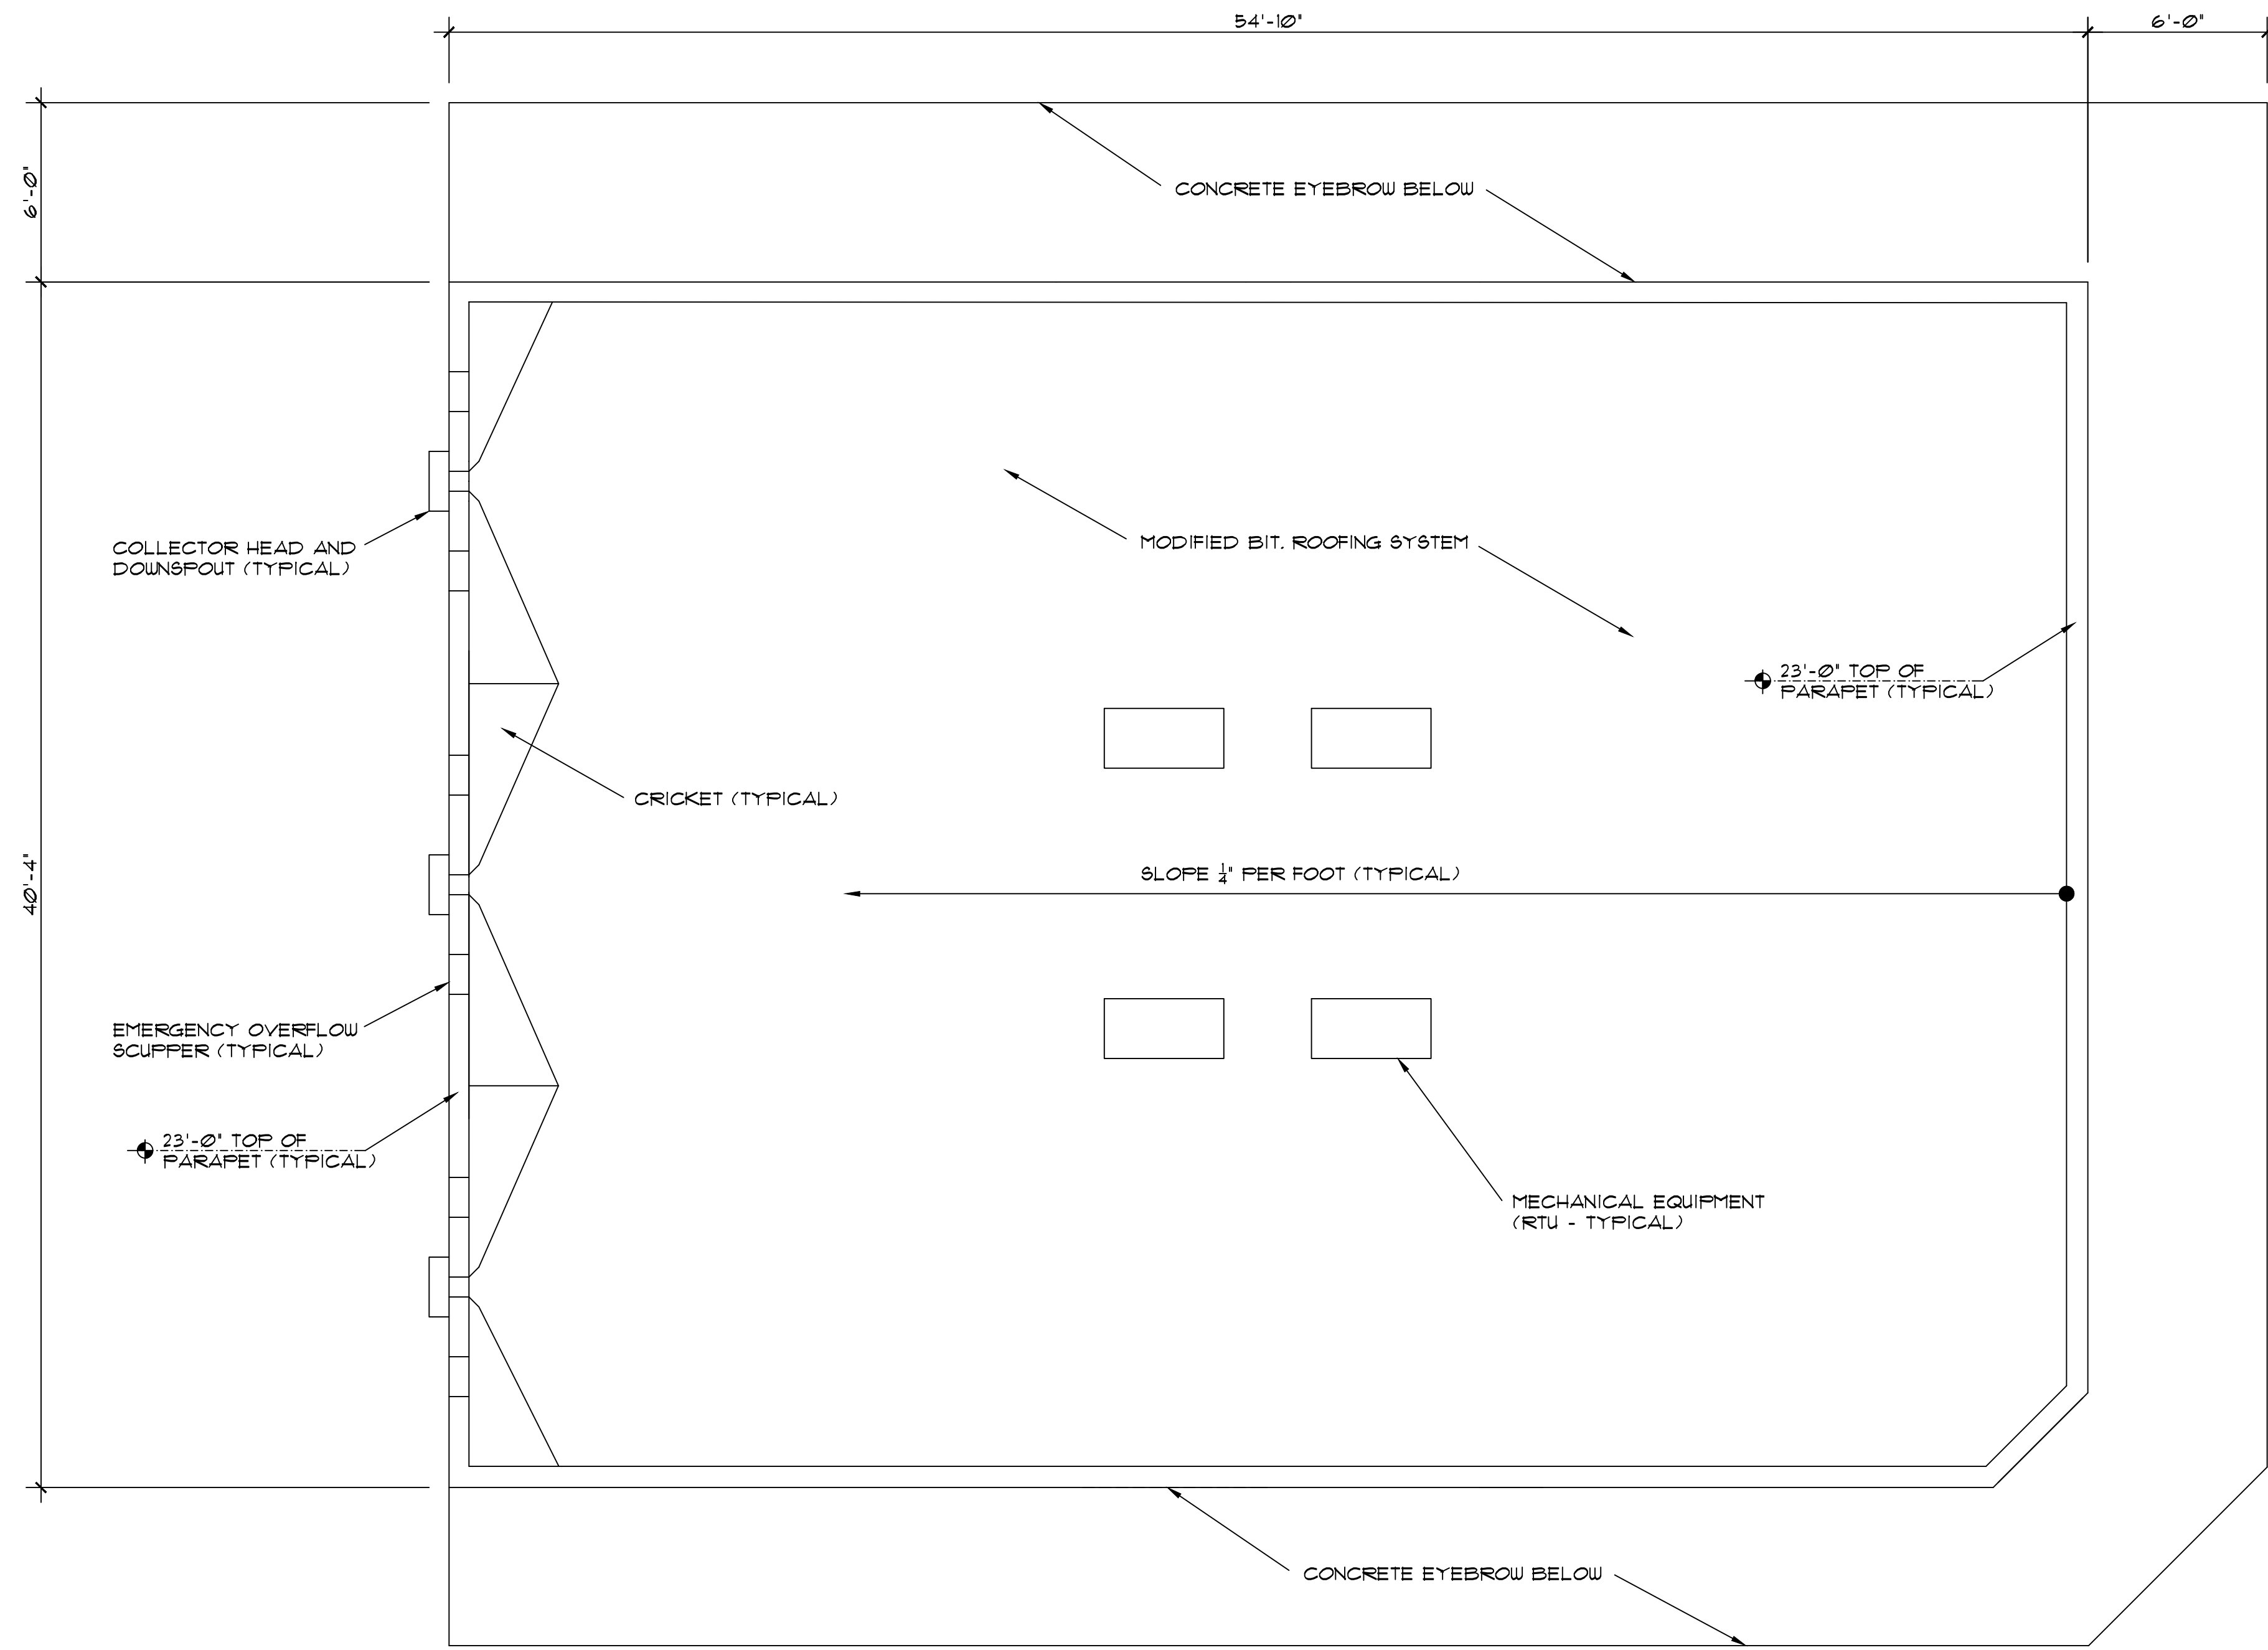 54'-10"
6'-0"
6'-0"
CONCRETE EYEBROW BELOW
COLLECTOR HEAD AND
DOWNSPOUT (TYPICAL)
MODIFIED BIT. ROOFING SYSTEM
23'-0" TOP OF
PARAPET (TYPICAL)
CRICKET (TYPICAL)
40'-4"
SLOPE 1/4" PER FOOT (TYPICAL)
EMERGENCY OVERFLOW
SCUPPER (TYPICAL)
23'-0" TOP OF
PARAPET (TYPICAL)
MECHANICAL EQUIPMENT
(RTU - TYPICAL)
CONCRETE EYEBROW BELOW